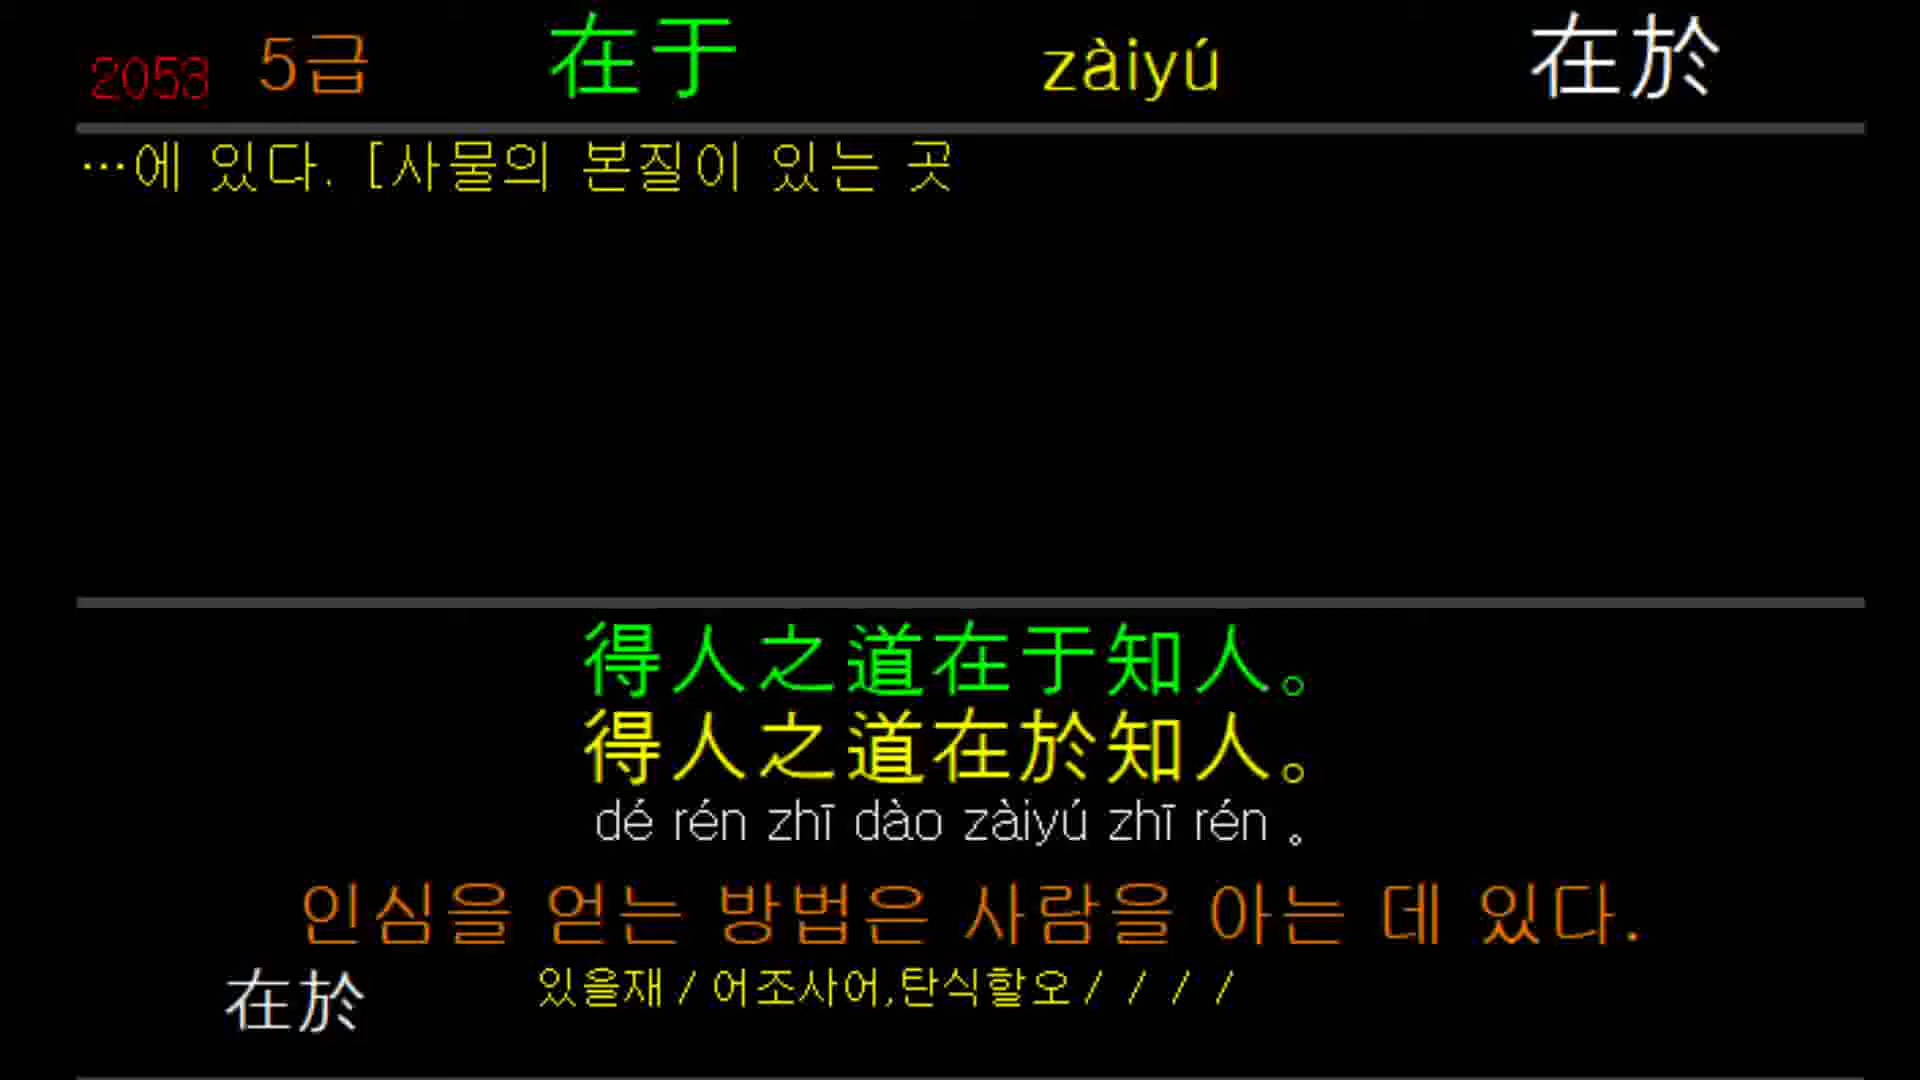 2053 5급 在于 zàiyú 在於
…에 있다. [사물의 본질이 있는 곳
得人之道在于知人。
得人之道在於知人。
dé rén zhī dào zàiyú zhī rén 。
인심을 얻는 방법은 사람을 아는 데 있다.
在於 있을재 / 어조사어,탄식할오 / / / /